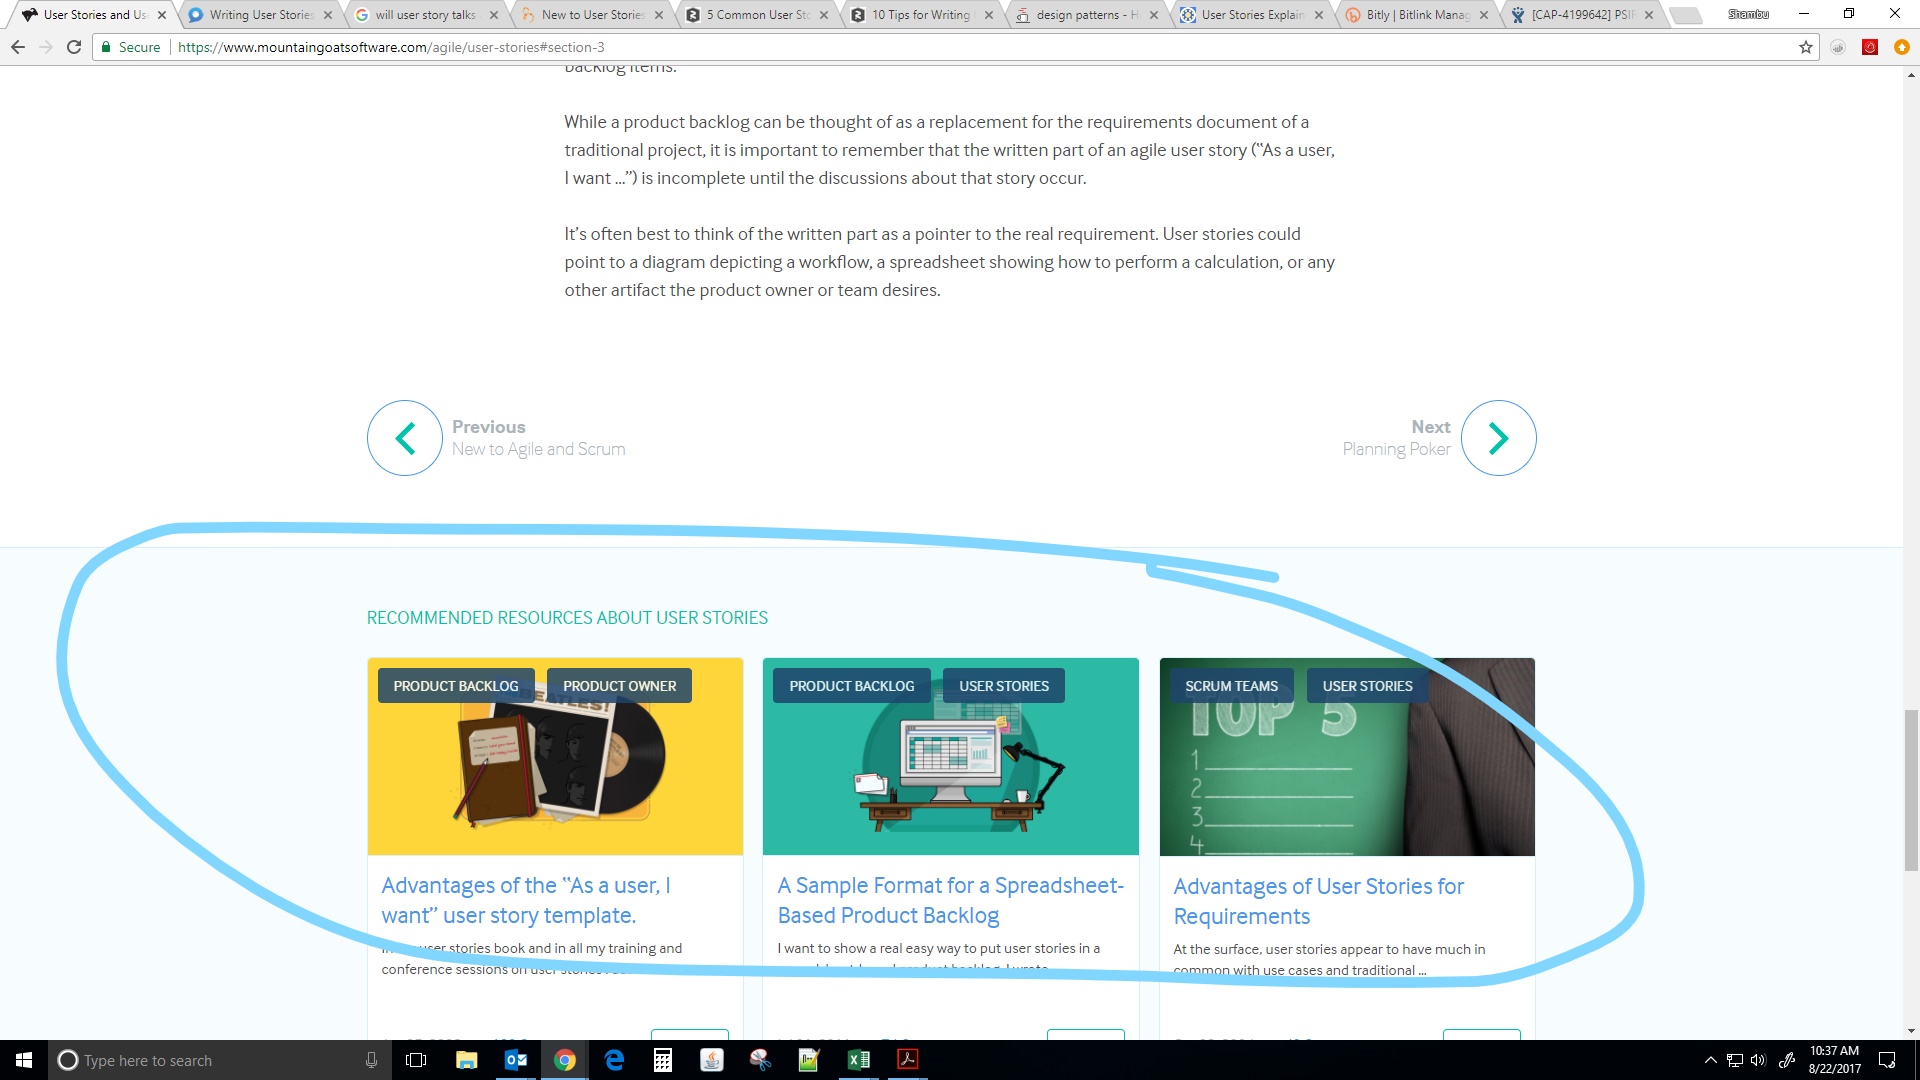 User Stories and Us
Writing User Stories
will user story talks
New to User Stories
5 Common User Sto
10 Tips for Writing
design patterns - H
User Stories Explain
Bitly | Bitlink Manag
[CAP-4199642] PSIP
Shambu
Secure
https://www.mountaingoatsoftware.com/agile/user-stories#section-3
backlog items.
While a product backlog can be thought of as a replacement for the requirements document of a
traditional project, it is important to remember that the written part of an agile user story (“As a user,
I want …”) is incomplete until the discussions about that story occur.
It’s often best to think of the written part as a pointer to the real requirement. User stories could
point to a diagram depicting a workflow, a spreadsheet showing how to perform a calculation, or any
other artifact the product owner or team desires.
Previous
New to Agile and Scrum
Next
Planning Poker
RECOMMENDED RESOURCES ABOUT USER STORIES
PRODUCT BACKLOG
PRODUCT OWNER
BEATLES!
PRODUCT BACKLOG
USER STORIES
SCRUM TEAMS
USER STORIES
TOP 5
1
2
3
4
Advantages of the “As a user, I
want” user story template.
user stories book and in all my training and
conference sessions on user stories
A Sample Format for a Spreadsheet-
Based Product Backlog
I want to show a real easy way to put user stories in a
product backlog. I wrote
Advantages of User Stories for
Requirements
At the surface, user stories appear to have much in
common with use cases and traditional ...
Type here to search
10:37 AM
8/22/2017